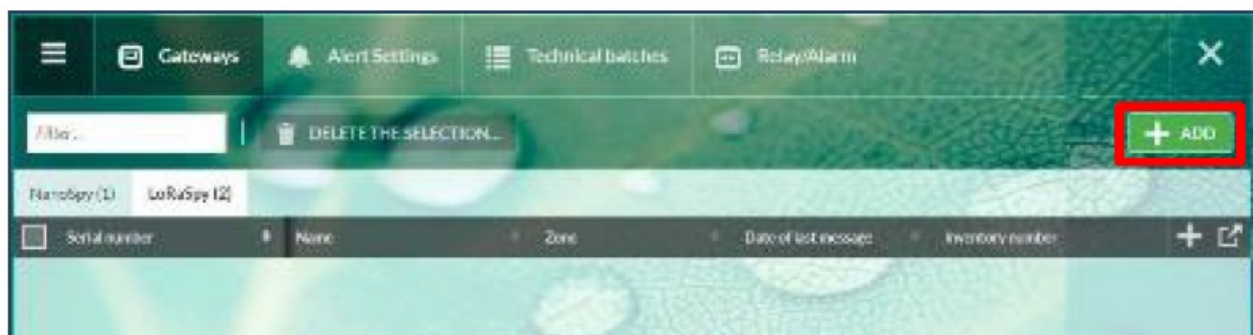 Gateways Alert Settings Technical batches Relay/Alarm
Filter... DELETE THE SELECTION... ADD
NanoSpy (1) LoRaSpy (2)
Serial number Name Zone Date of last message Inventory number